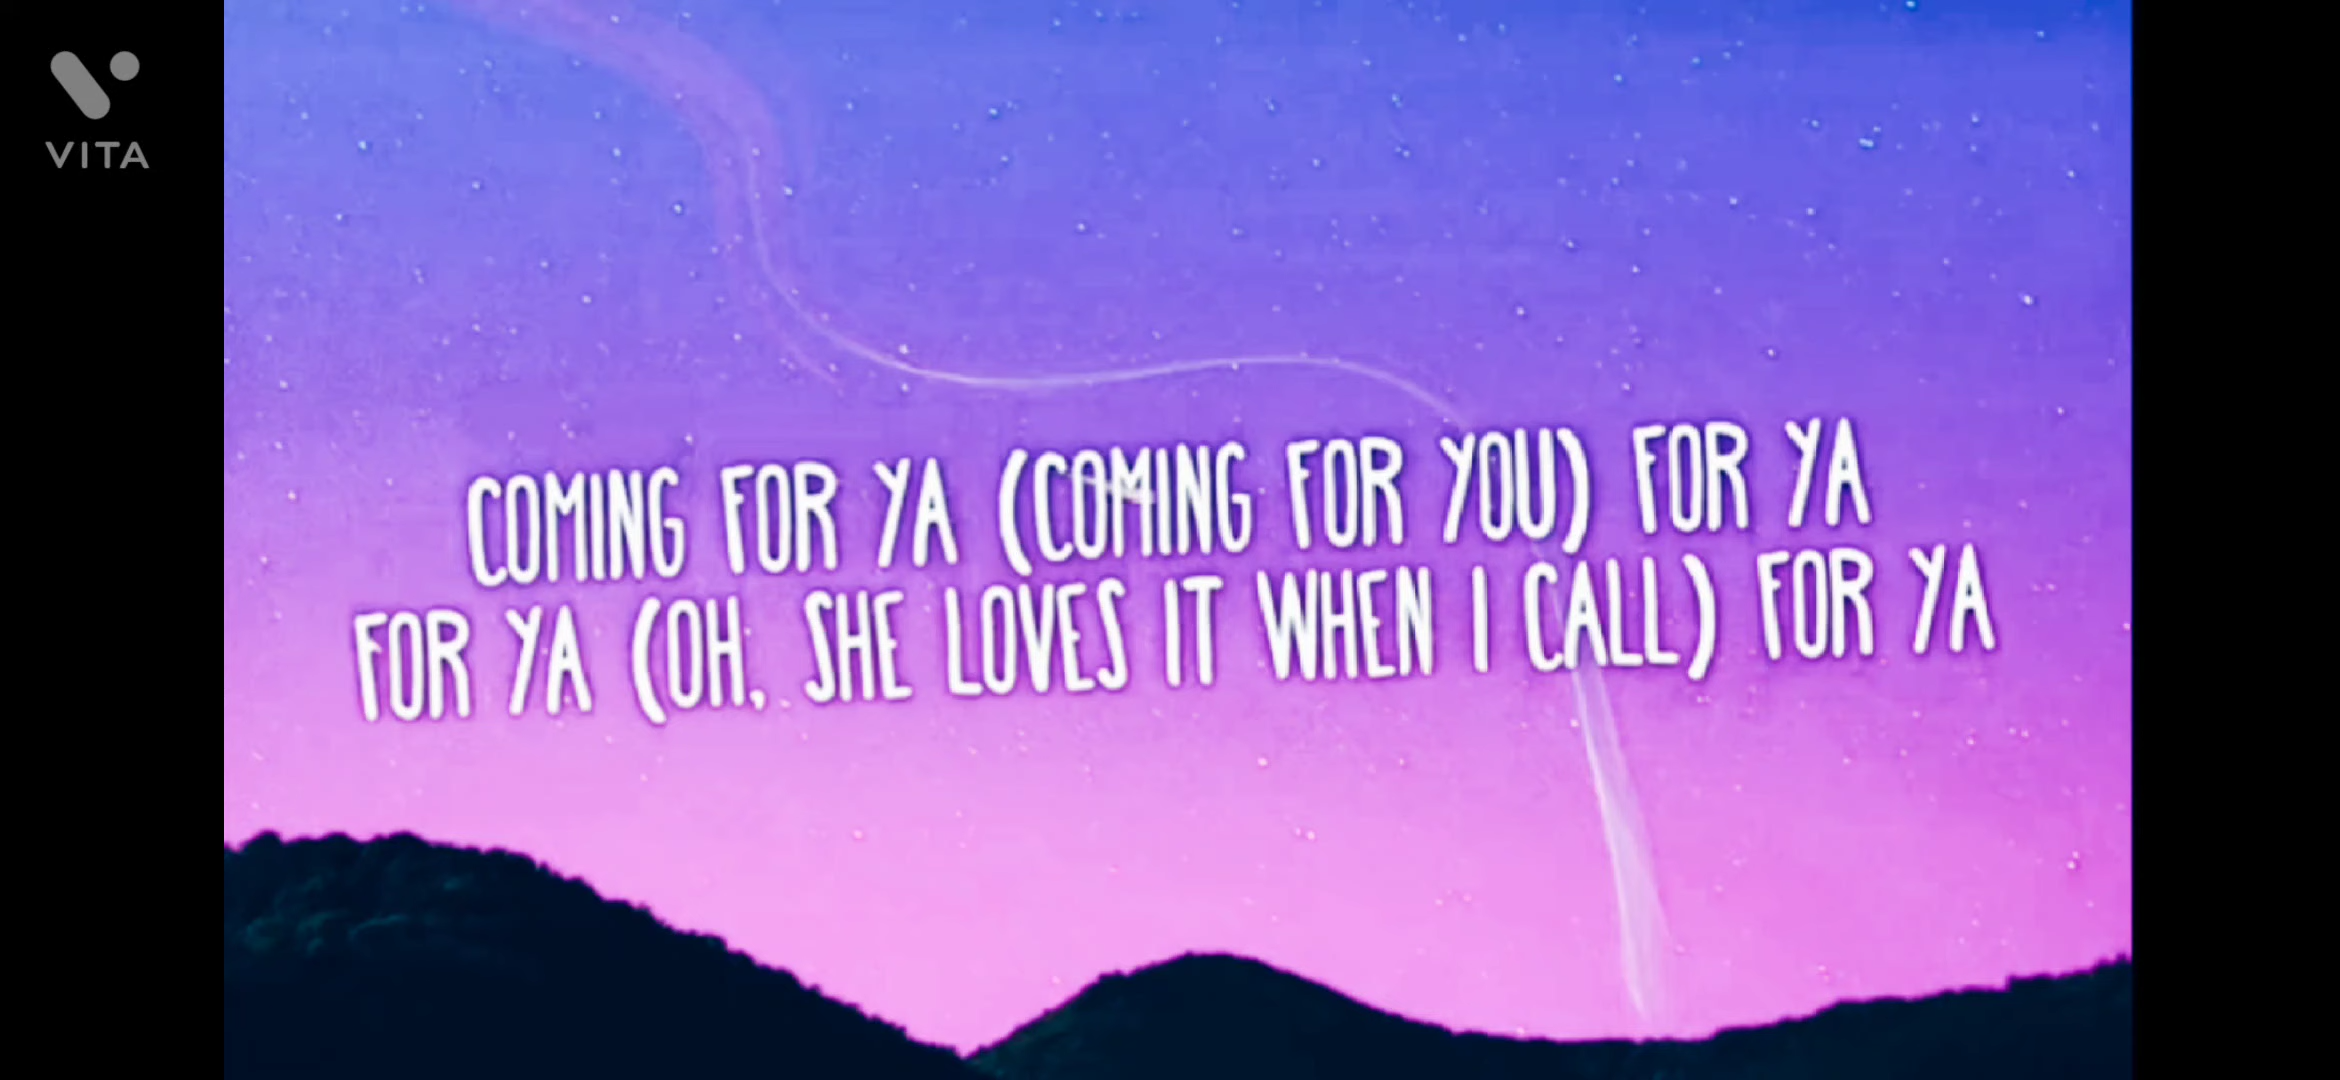 VITA
COMING FOR YA (COMING FOR YOU) FOR YA
FOR YA (OH, SHE LOVES IT WHEN I CALL) FOR YA